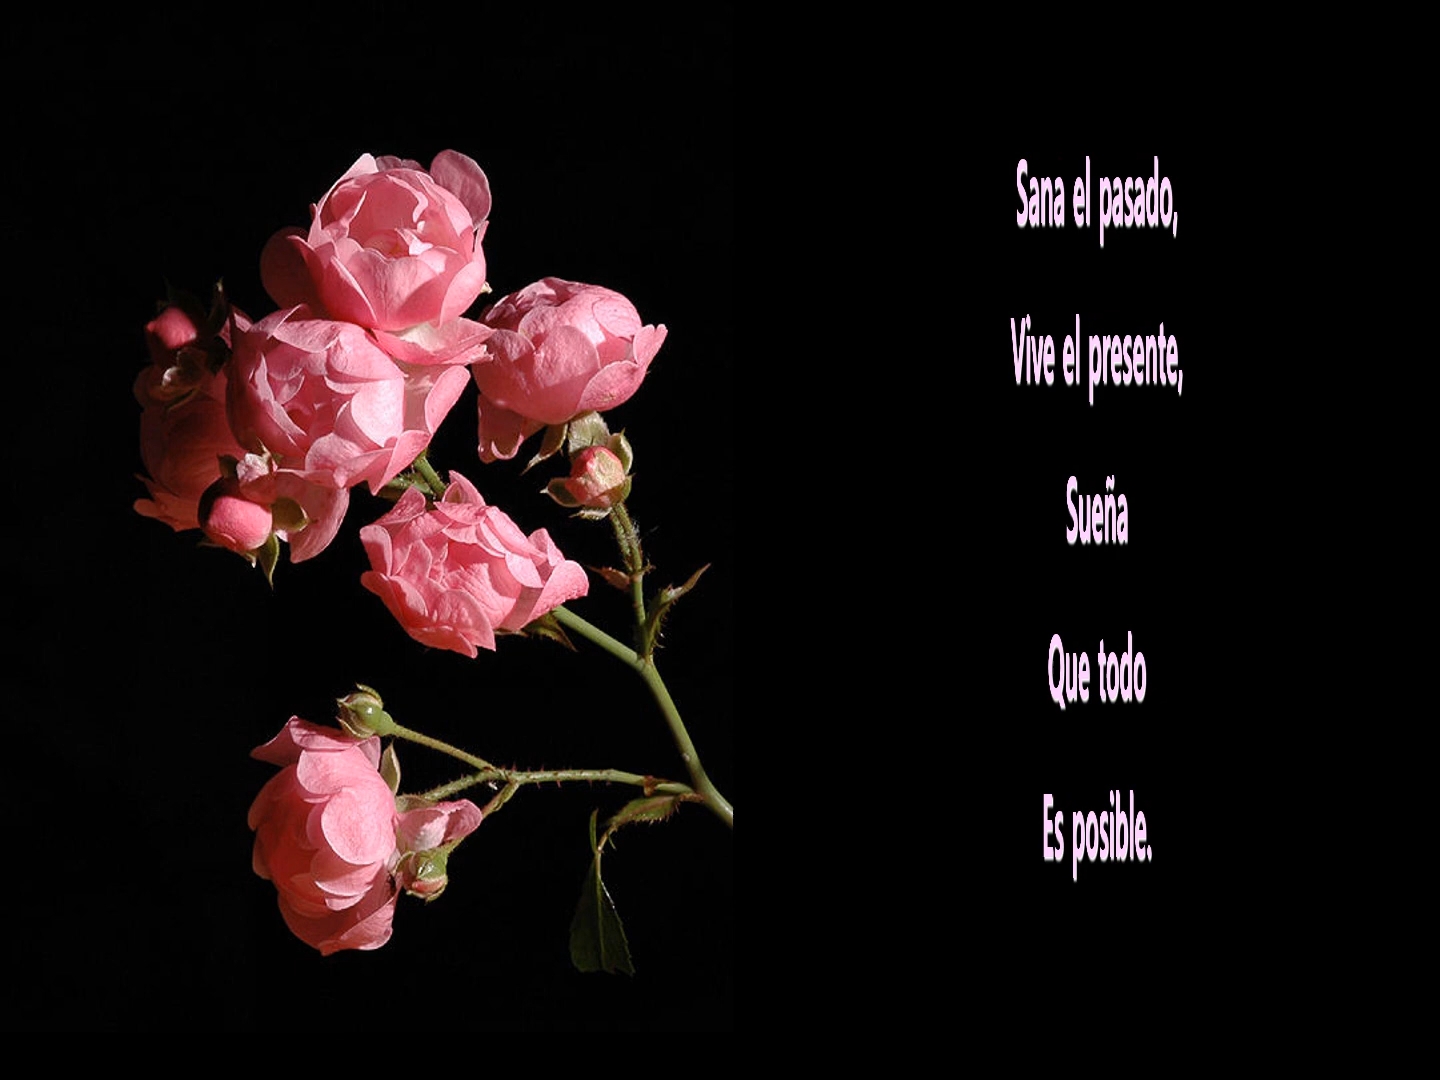 Sana el pasado,
Vive el presente,
Sueña
Que todo
Es posible.